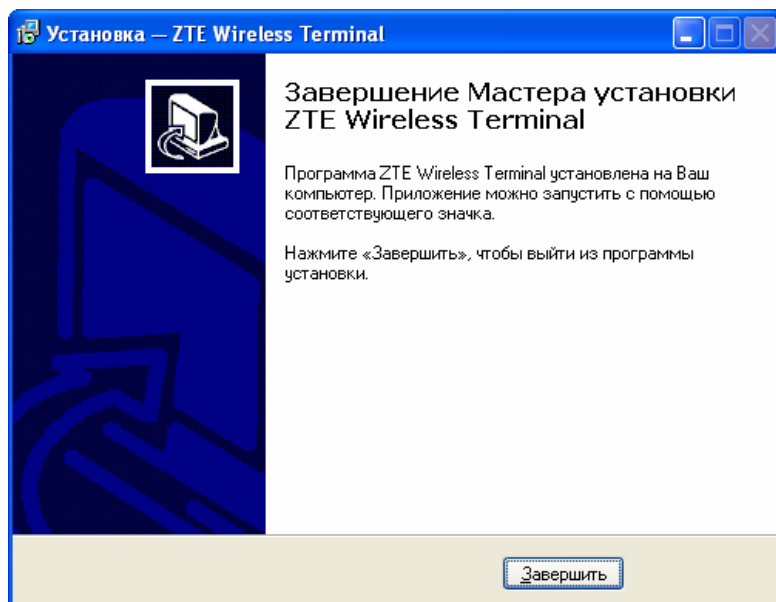 Установка — ZTE Wireless Terminal
Завершение Мастера установки
ZTE Wireless Terminal
Программа ZTE Wireless Terminal установлена на Ваш
компьютер. Приложение можно запустить с помощью
соответствующего значка.
Нажмите «Завершить», чтобы выйти из программы
установки.
Завершить